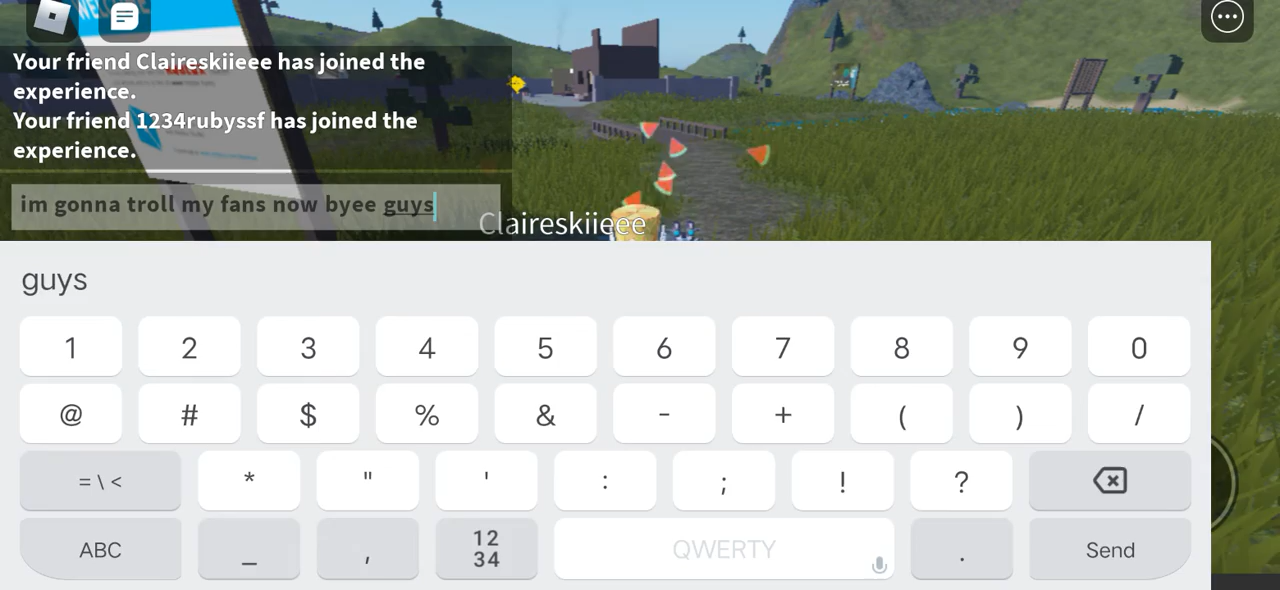 Your friend Claireskiieee has joined the
experience.
Your friend 1234rubyssf has joined the
experience.
im gonna troll my fans now byee guys
Claireskiieee
guys
1 2 3 4 5 6 7 8 9 0
@ # $ % & - + ( ) /
= \ < * " ' : ; ! ?
ABC _ , 12 34 QWERTY . Send